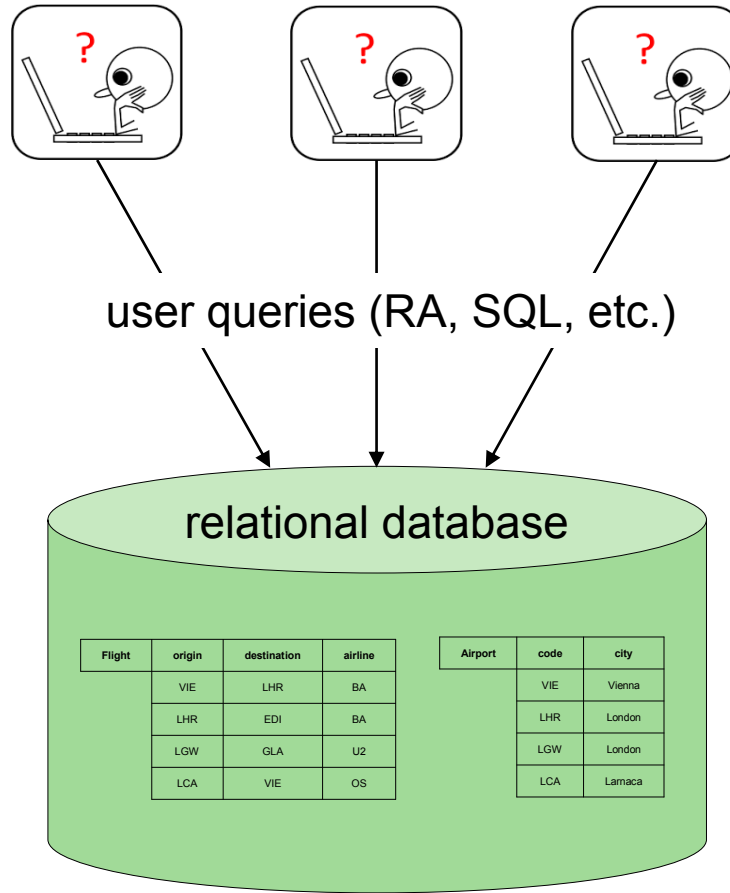 ? ? ?
user queries (RA, SQL, etc.)
relational database
Flight origin destination airline
VIE LHR BA
LHR EDI BA
LGW GLA U2
LCA VIE OS
Airport code city
VIE Vienna
LHR London
LGW London
LCA Larnaca